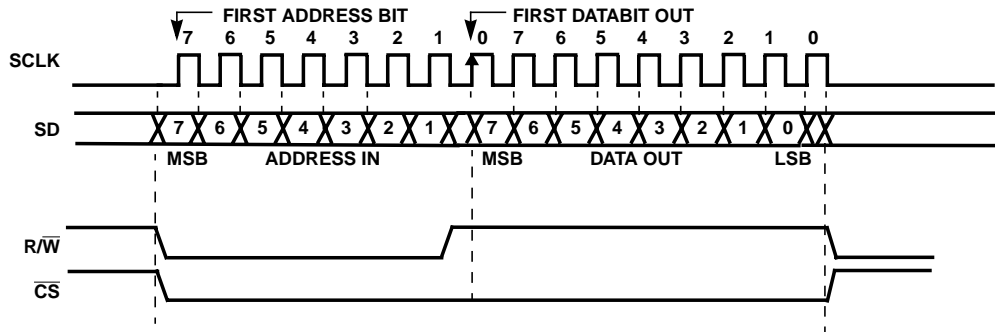 FIRST ADDRESS BIT FIRST DATABIT OUT
7 6 5 4 3 2 1 0 7 6 5 4 3 2 1 0
SCLK
SD 7 6 5 4 3 2 1 7 6 5 4 3 2 1 0
MSB ADDRESS IN MSB DATA OUT LSB
R/W̅
C̅S̅